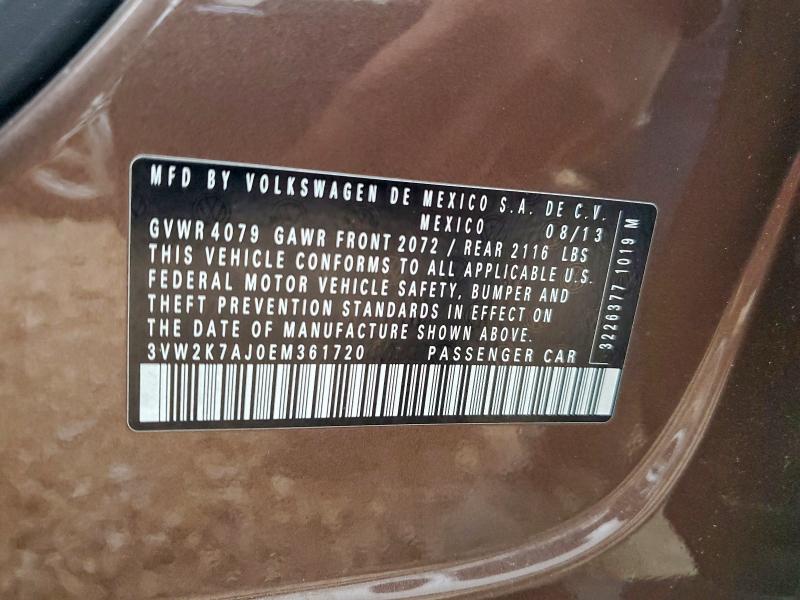 MFD BY VOLKSWAGEN DE MEXICO S.A. DE C.V.
MEXICO 08/13
GVWR 4079 GAWR FRONT 2072 / REAR 2116 LBS
THIS VEHICLE CONFORMS TO ALL APPLICABLE U.S.
FEDERAL MOTOR VEHICLE SAFETY, BUMPER AND
THEFT PREVENTION STANDARDS IN EFFECT ON
THE DATE OF MANUFACTURE SHOWN ABOVE.
3VW2K7AJ0EM361720 PASSENGER CAR
3226377 1019 M